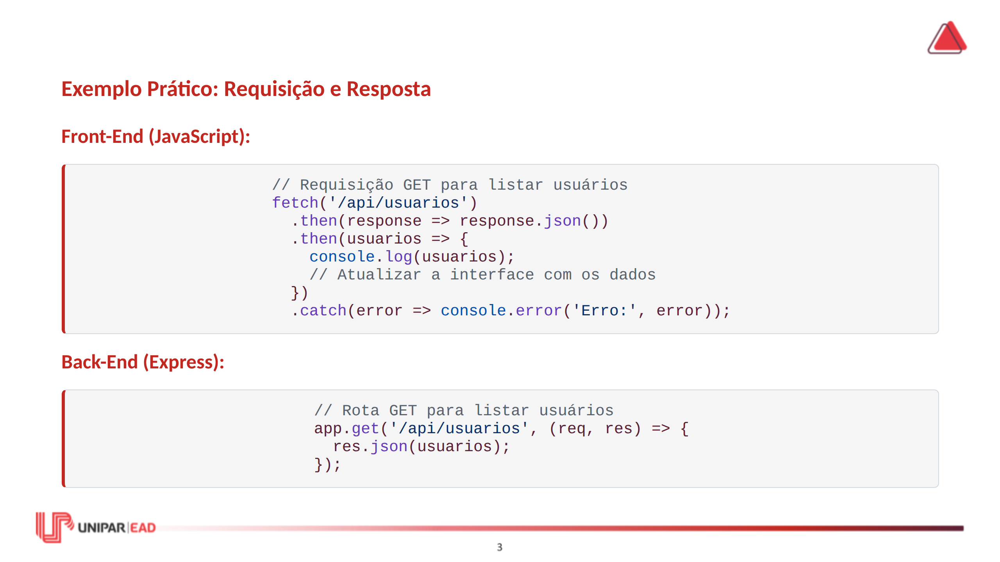 Exemplo Prático: Requisição e Resposta
Front-End (JavaScript):
// Requisição GET para listar usuários
fetch('/api/usuarios')
  .then(response => response.json())
  .then(usuarios => {
    console.log(usuarios);
    // Atualizar a interface com os dados
  })
  .catch(error => console.error('Erro:', error));
Back-End (Express):
// Rota GET para listar usuários
app.get('/api/usuarios', (req, res) => {
  res.json(usuarios);
});
UNIPAR|EAD
3